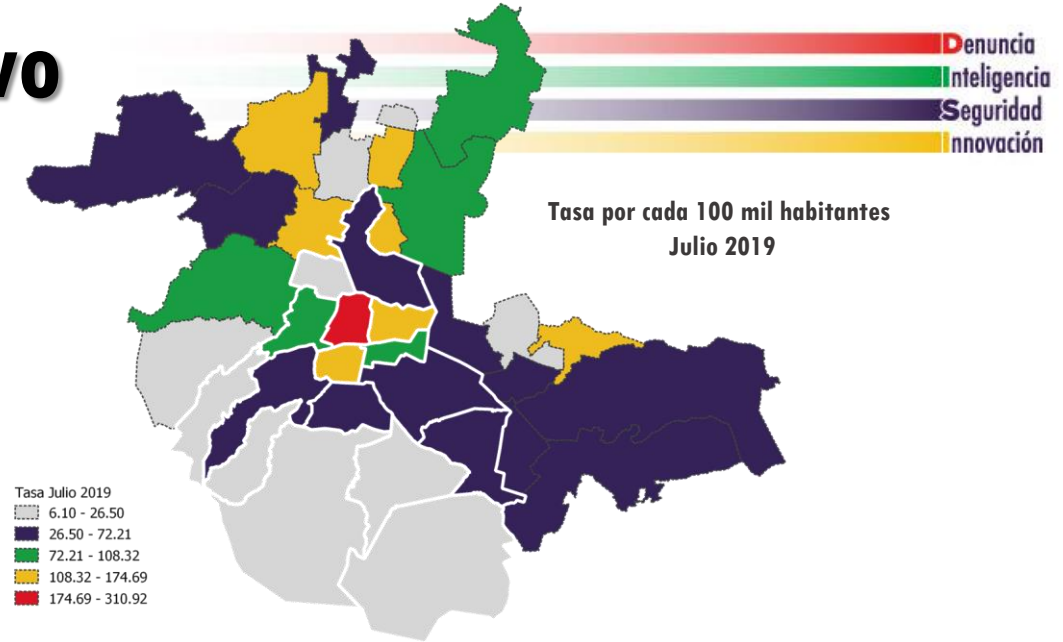 vo
Denuncia
Inteligencia
Seguridad
Innovación
Tasa por cada 100 mil habitantes
Julio 2019
Tasa Julio 2019
6.10 - 26.50
26.50 - 72.21
72.21 - 108.32
108.32 - 174.69
174.69 - 310.92